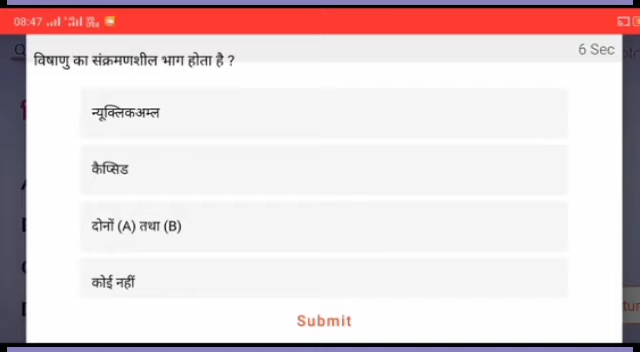 08:47
6 Sec
विषाणु का संक्रमणशील भाग होता है ?
न्यूक्लिकअम्ल
कैप्सिड
दोनों (A) तथा (B)
कोई नहीं
Submit